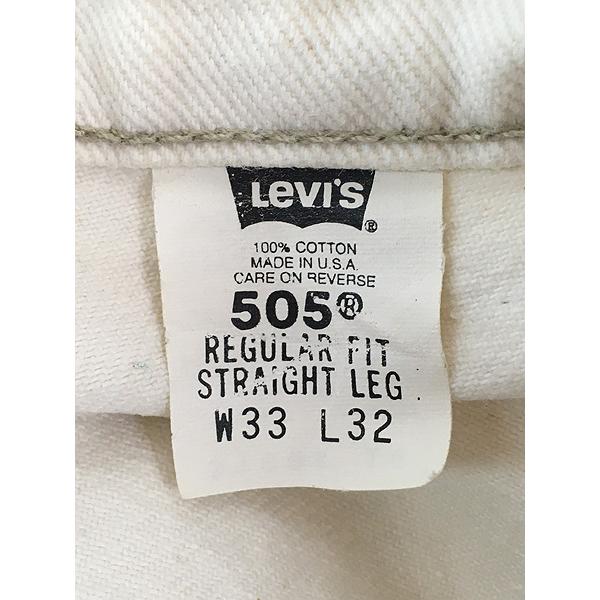 Levi's ®
100% COTTON
MADE IN U.S.A.
CARE ON REVERSE
505®
REGULAR FIT
STRAIGHT LEG
W33 L32